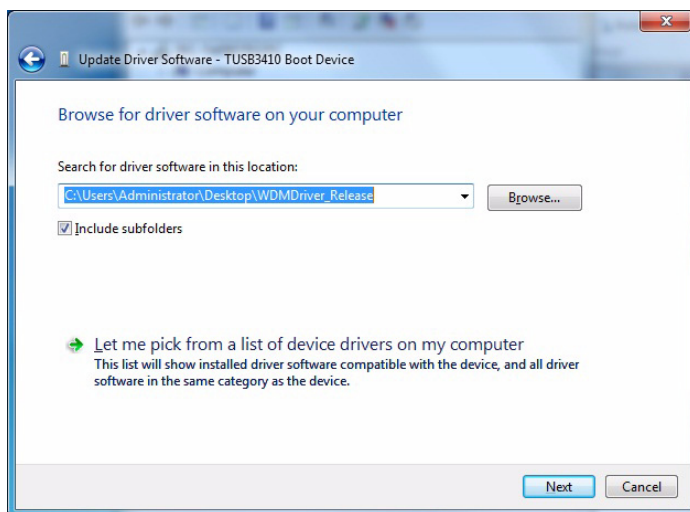 Update Driver Software - TUSB3410 Boot Device
Browse for driver software on your computer
Search for driver software in this location:
C:\Users\Administrator\Desktop\WDMDriver_Release
Browse...
Include subfolders
Let me pick from a list of device drivers on my computer
This list will show installed driver software compatible with the device, and all driver
software in the same category as the device.
Next
Cancel